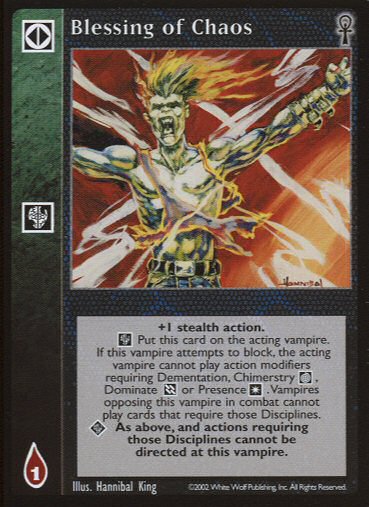 Blessing of Chaos
HANNIBAL
+1 stealth action.
Put this card on the acting vampire.
If this vampire attempts to block, the acting
vampire cannot play action modifiers
requiring Dementation, Chimerstry ,
Dominate or Presence . Vampires
opposing this vampire in combat cannot
play cards that require those Disciplines.
As above, and actions requiring
those Disciplines cannot be
directed at this vampire.
1
Illus. Hannibal King ©2002 White Wolf Publishing, Inc. All Rights Reserved.